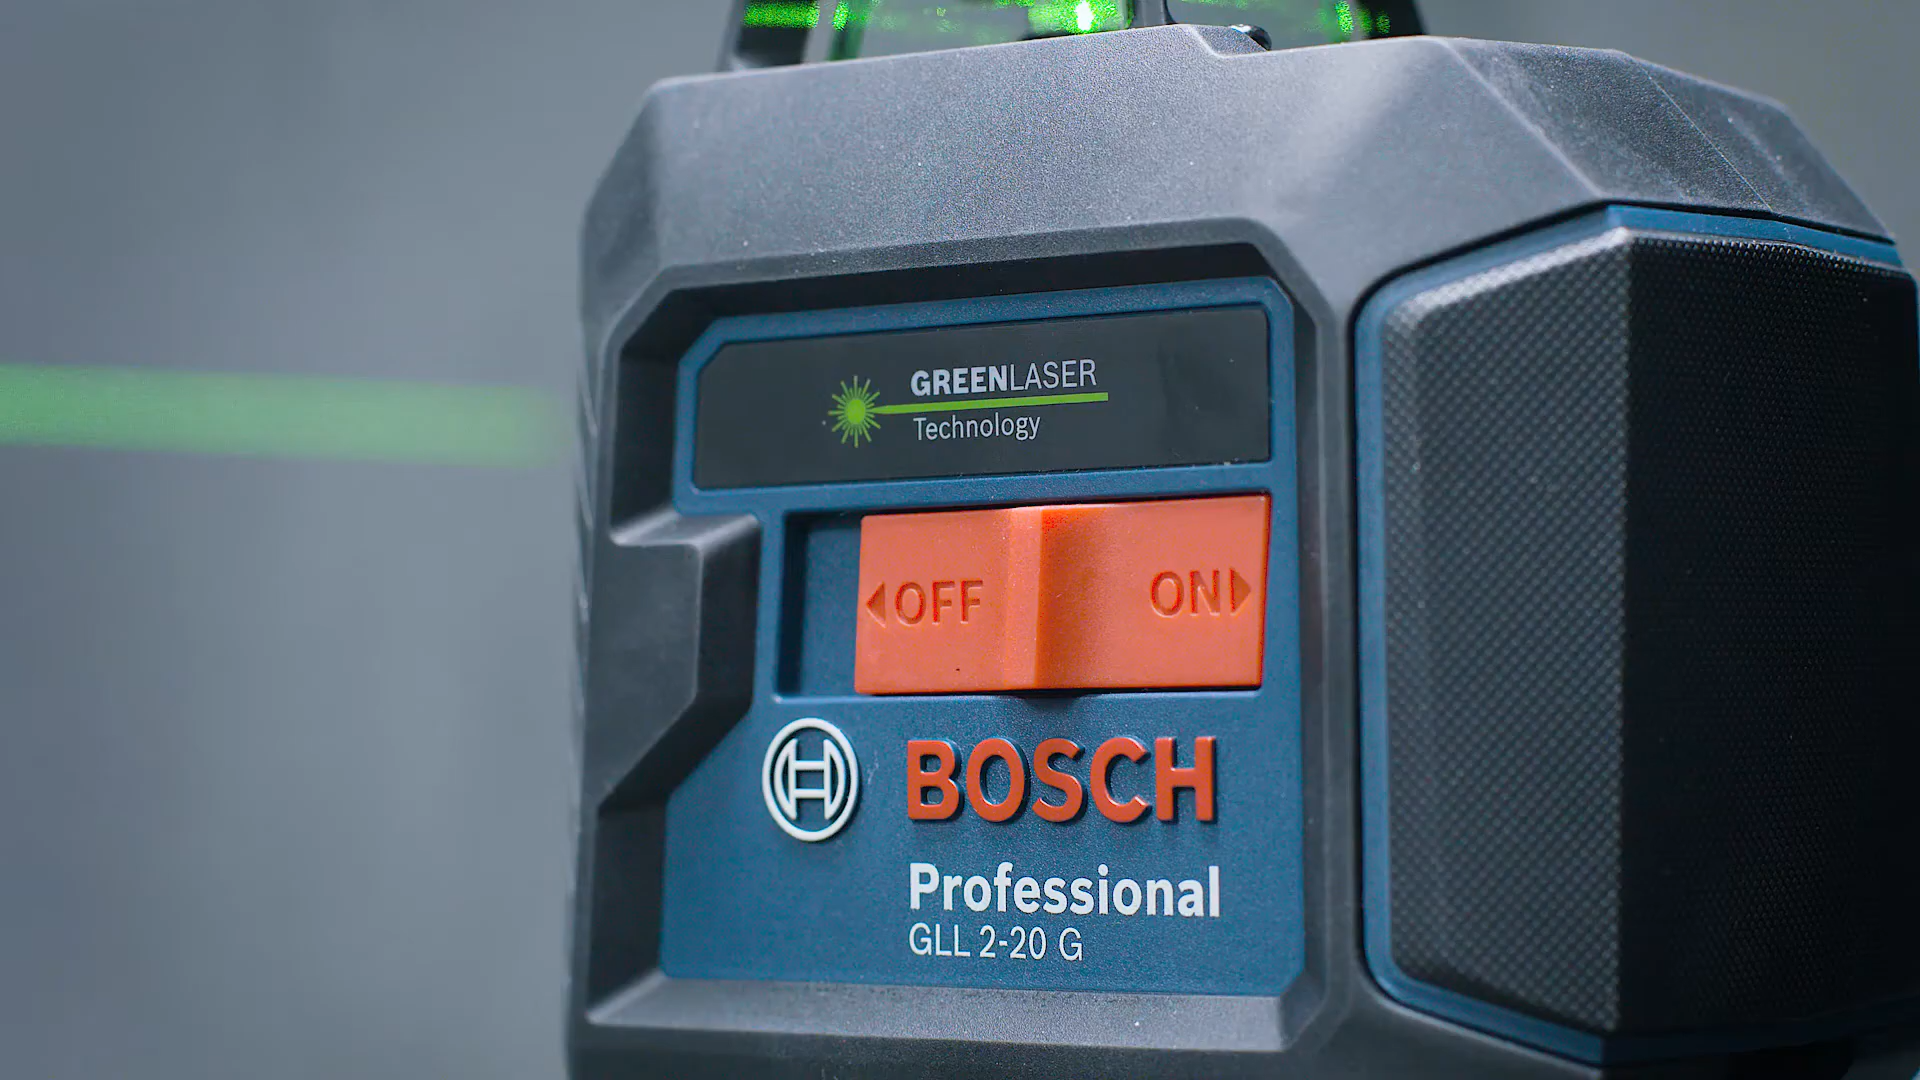 GREENLASER
Technology
OFF ON
BOSCH
Professional
GLL 2-20 G